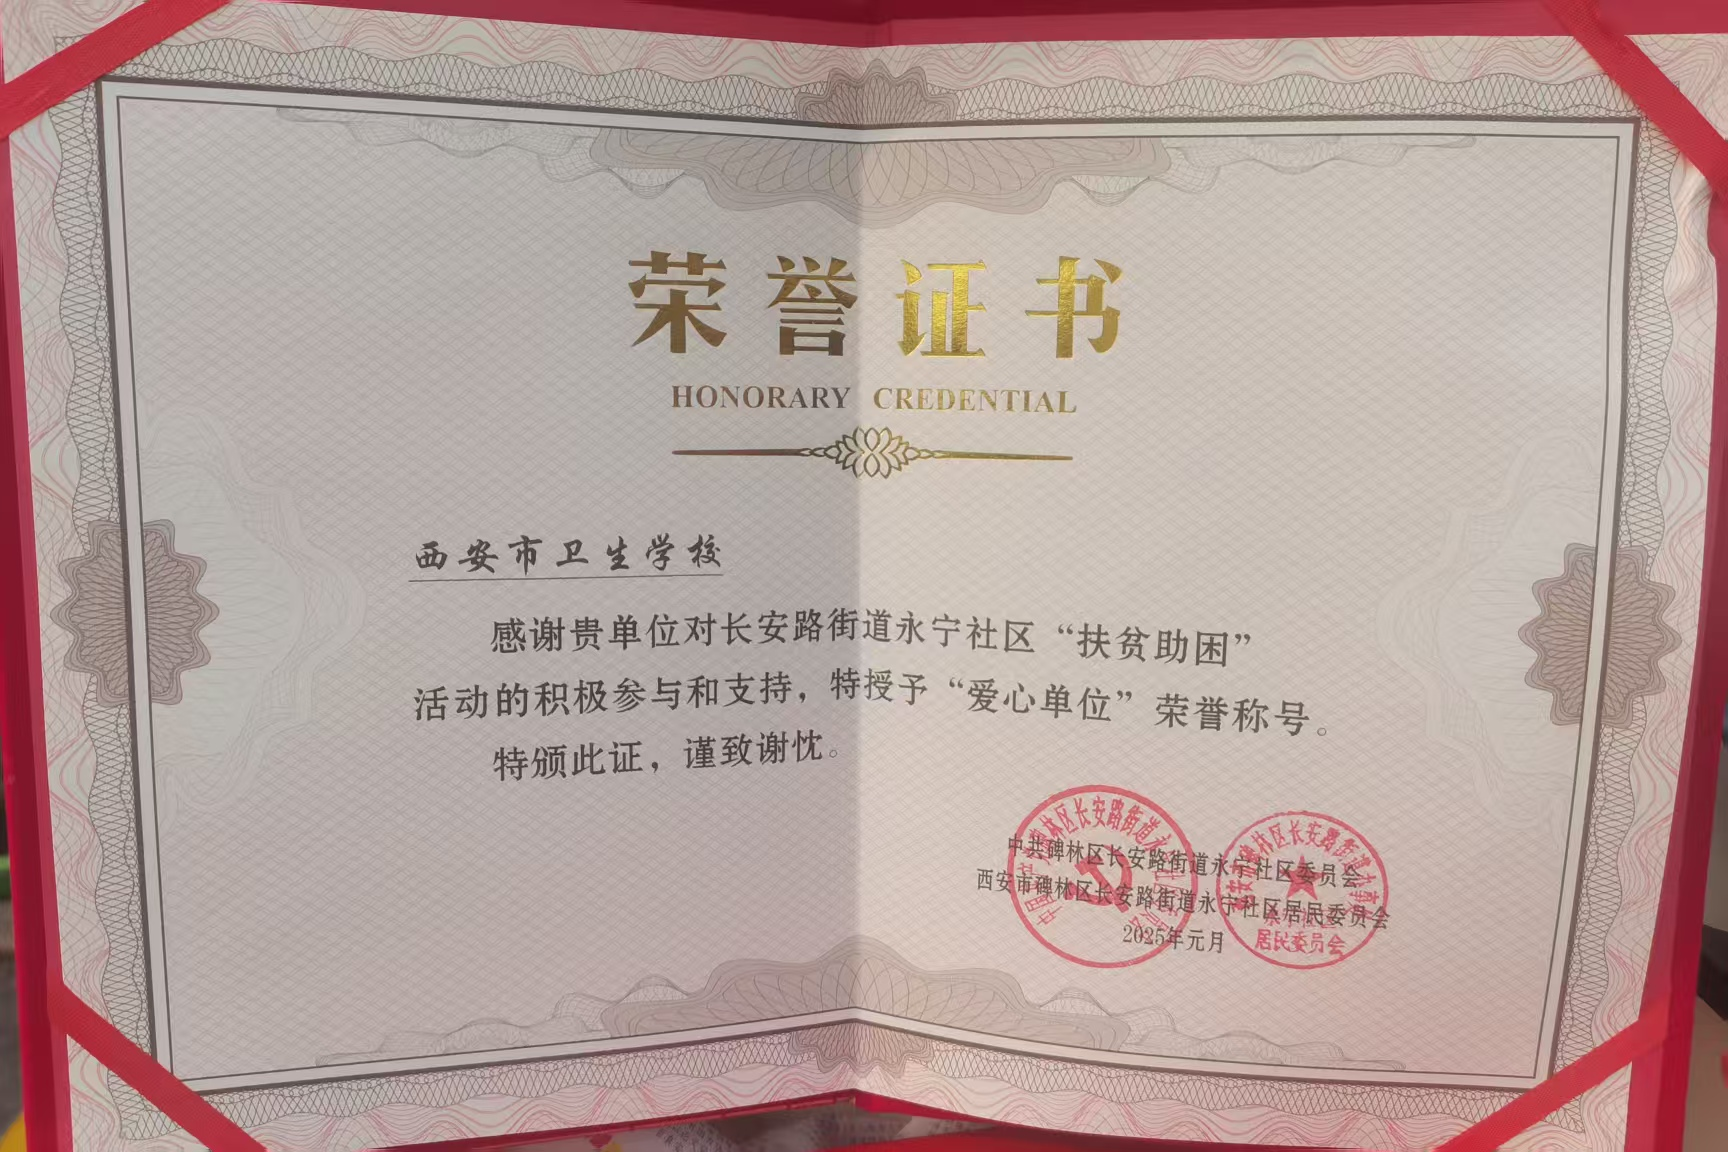 荣誉证书
HONORARY CREDENTIAL
西安市卫生学校
感谢贵单位对长安路街道永宁社区“扶贫助困”
活动的积极参与和支持，特授予“爱心单位”荣誉称号。
特颁此证，谨致谢忱。
中共碑林区长安路街道永宁社区委员会
西安市碑林区长安路街道永宁社区居民委员会
2025年元月
居民委员会